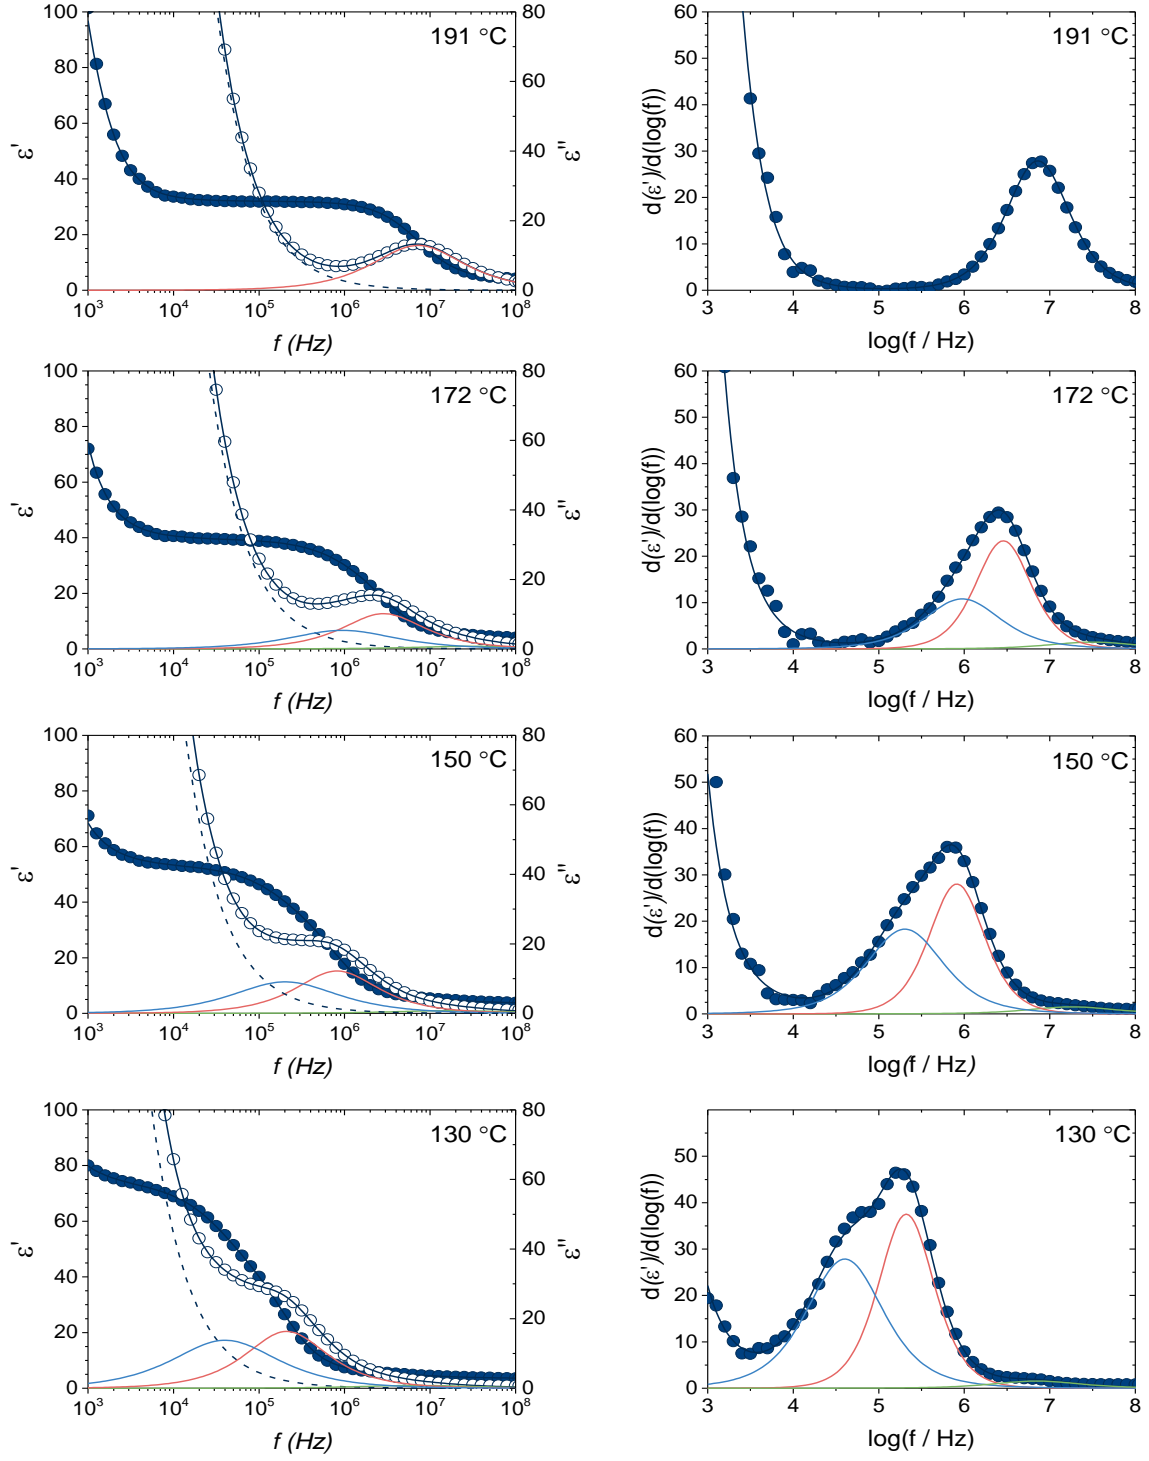 191 °C
ε'
ε"
100
80
60
40
20
0
80
60
40
20
0
10³ 10⁴ 10⁵ 10⁶ 10⁷ 10⁸
f (Hz)
191 °C
d(ε')/d(log(f))
60
50
40
30
20
10
0
3 4 5 6 7 8
log(f / Hz)
172 °C
ε'
ε"
100
80
60
40
20
0
80
60
40
20
0
10³ 10⁴ 10⁵ 10⁶ 10⁷ 10⁸
f (Hz)
172 °C
d(ε')/d(log(f))
60
50
40
30
20
10
0
3 4 5 6 7 8
log(f / Hz)
150 °C
ε'
ε"
100
80
60
40
20
0
80
60
40
20
0
10³ 10⁴ 10⁵ 10⁶ 10⁷ 10⁸
f (Hz)
150 °C
d(ε')/d(log(f))
60
50
40
30
20
10
0
3 4 5 6 7 8
log(f / Hz)
130 °C
ε'
ε"
100
80
60
40
20
0
80
60
40
20
0
10³ 10⁴ 10⁵ 10⁶ 10⁷ 10⁸
f (Hz)
130 °C
d(ε')/d(log(f))
50
40
30
20
10
0
3 4 5 6 7 8
log(f / Hz)